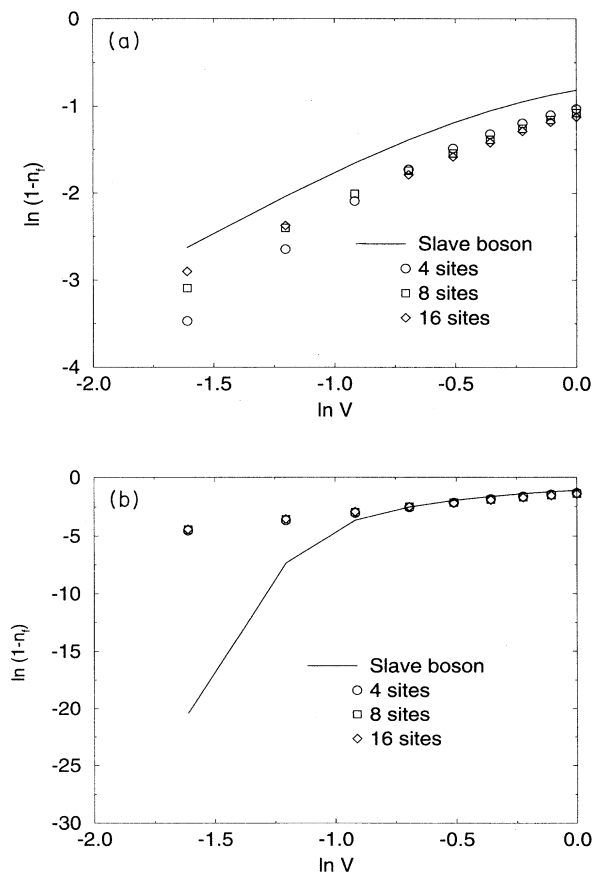 (a)
0
-1
-2
-3
-4
ln (1-nf)
Slave boson
4 sites
8 sites
16 sites
-2.0 -1.5 -1.0 -0.5 0.0
ln V
(b)
0
-5
-10
-15
-20
-25
-30
ln (1-nf)
Slave boson
4 sites
8 sites
16 sites
-2.0 -1.5 -1.0 -0.5 0.0
ln V